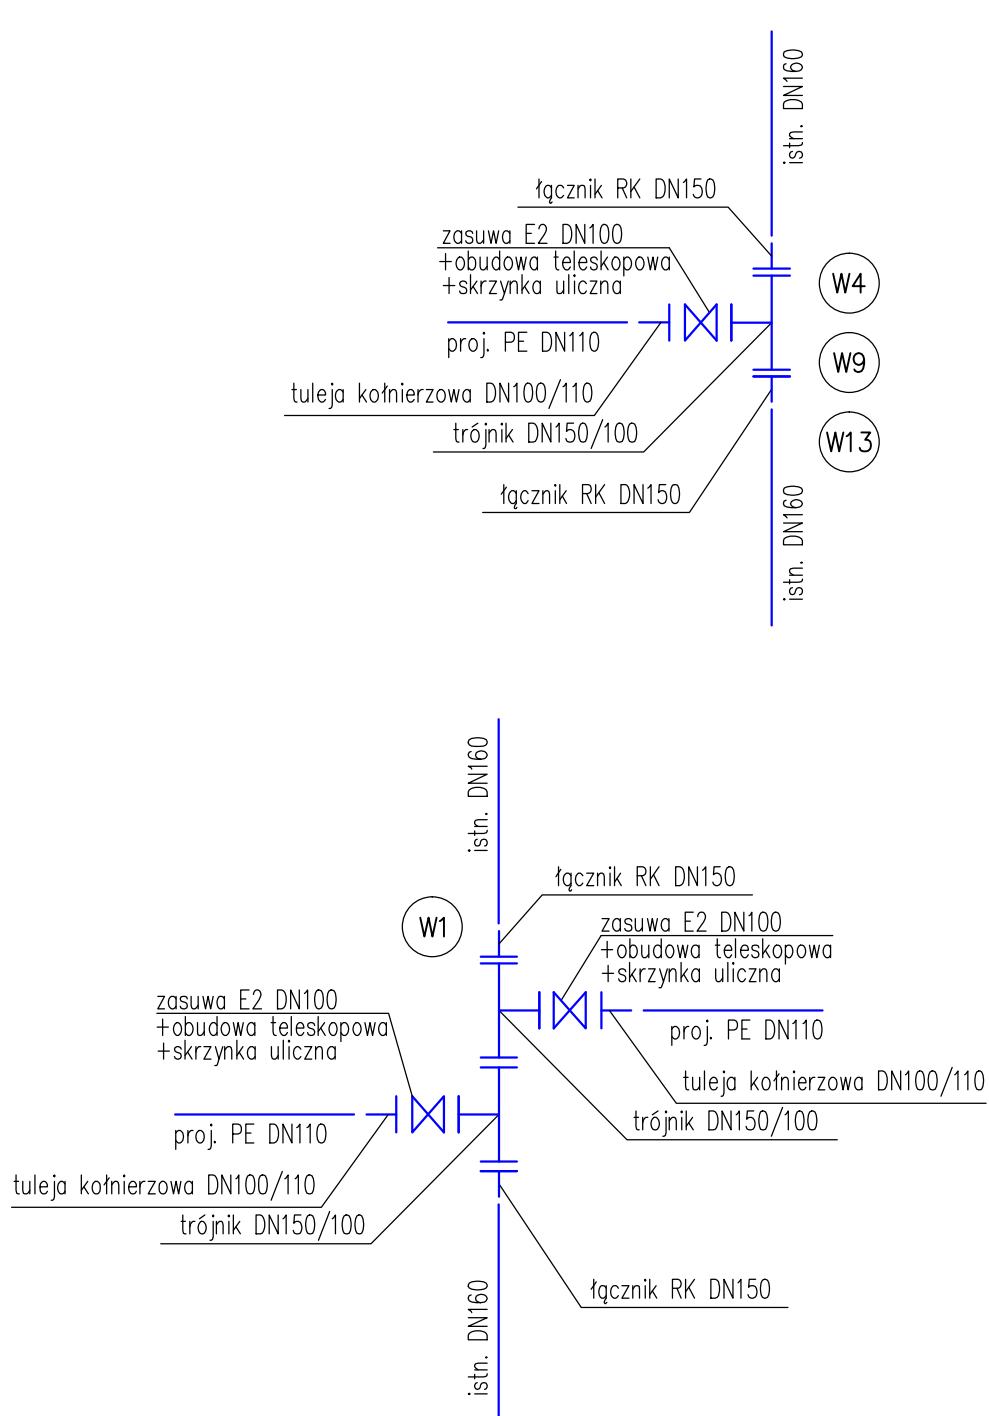 istn. DN160
łącznik RK DN150
zasuwa E2 DN100
+obudowa teleskopowa
+skrzynka uliczna
W4
proj. PE DN110
W9
tuleja kołnierzowa DN100/110
trójnik DN150/100
W13
łącznik RK DN150
istn. DN160
istn. DN160
łącznik RK DN150
W1
zasuwa E2 DN100
+obudowa teleskopowa
+skrzynka uliczna
zasuwa E2 DN100
+obudowa teleskopowa
+skrzynka uliczna
proj. PE DN110
tuleja kołnierzowa DN100/110
trójnik DN150/100
proj. PE DN110
tuleja kołnierzowa DN100/110
trójnik DN150/100
łącznik RK DN150
istn. DN160